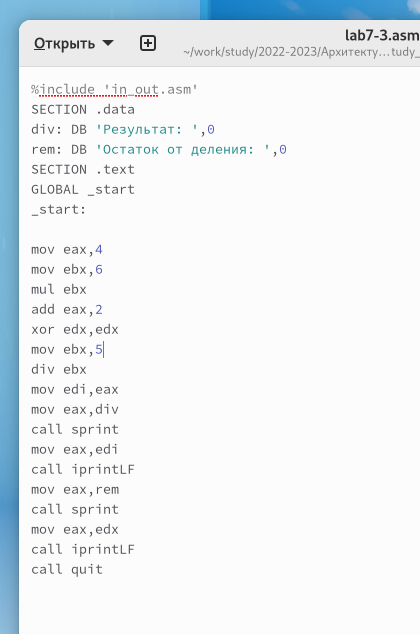 Открыть
lab7-3.asm
~/work/study/2022-2023/Архитекту…tudy_
%include 'in_out.asm'
SECTION .data
div: DB 'Результат: ',0
rem: DB 'Остаток от деления: ',0
SECTION .text
GLOBAL _start
_start:
mov eax,4
mov ebx,6
mul ebx
add eax,2
xor edx,edx
mov ebx,5
div ebx
mov edi,eax
mov eax,div
call sprint
mov eax,edi
call iprintLF
mov eax,rem
call sprint
mov eax,edx
call iprintLF
call quit